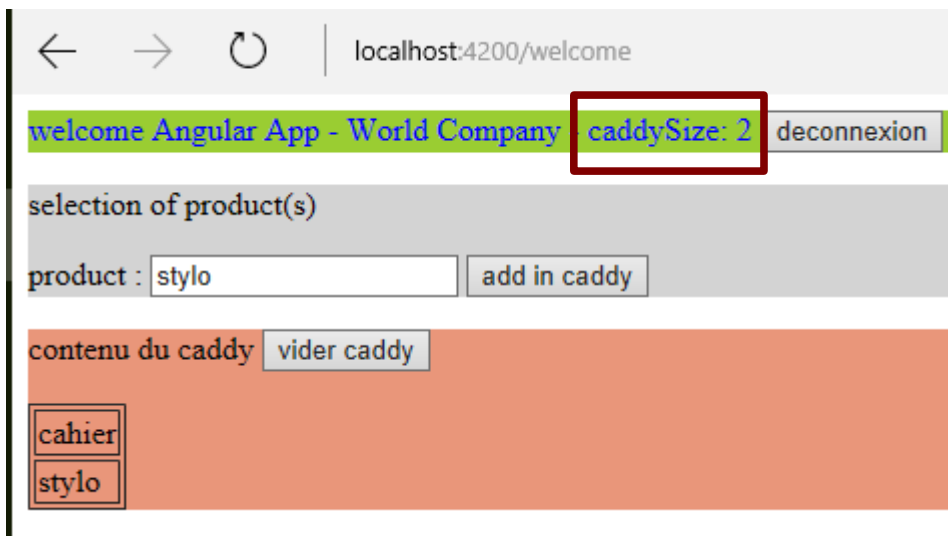 localhost:4200/welcome
welcome Angular App - World Company - caddySize: 2 deconnexion
selection of product(s)
product : stylo add in caddy
contenu du caddy vider caddy
cahier
stylo